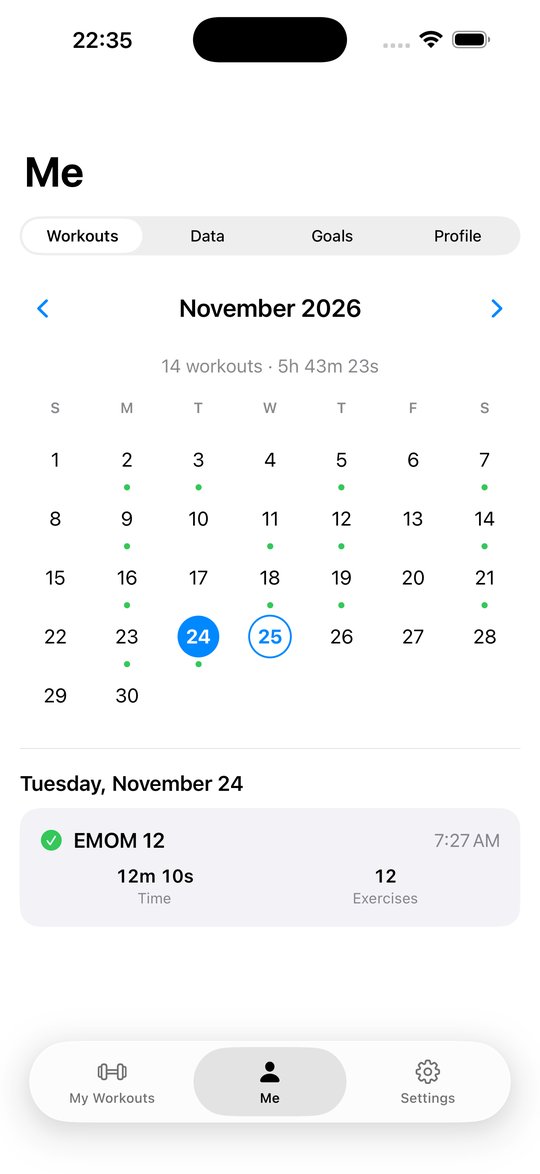 22:35
Me
Workouts Data Goals Profile
November 2026
14 workouts · 5h 43m 23s
S M T W T F S
1 2 3 4 5 6 7
8 9 10 11 12 13 14
15 16 17 18 19 20 21
22 23 24 25 26 27 28
29 30
Tuesday, November 24
EMOM 12 7:27 AM
12m 10s 12
Time Exercises
My Workouts Me Settings